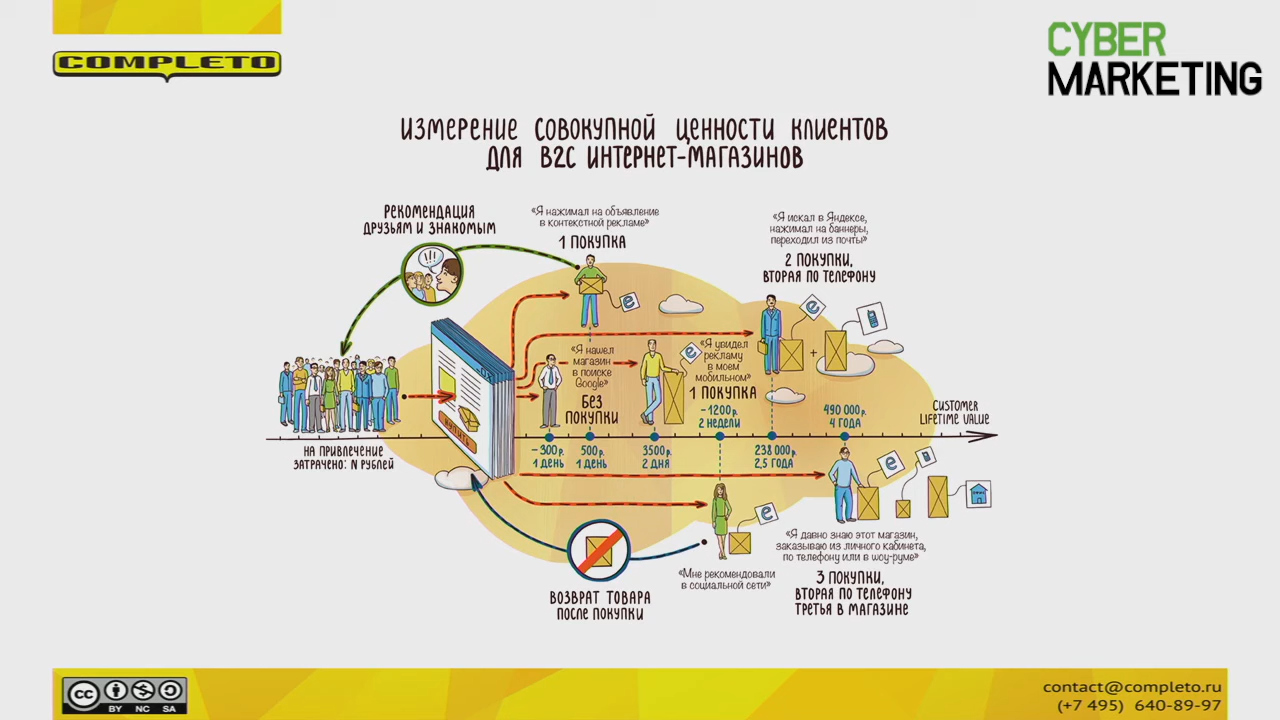 COMPLETO
CYBER
MARKETING
ИЗМЕРЕНИЕ СОВОКУПНОЙ ЦЕННОСТИ КЛИЕНТОВ
ДЛЯ B2C ИНТЕРНЕТ-МАГАЗИНОВ
РЕКОМЕНДАЦИЯ
ДРУЗЬЯМ И ЗНАКОМЫМ
!!!
«Я нажимал на объявление
в контекстной рекламе»
1 ПОКУПКА
«Я искал в Яндексе,
нажимал на баннеры,
переходил из почты»
2 ПОКУПКИ,
ВТОРАЯ ПО ТЕЛЕФОНУ
e
e
+
«Я нашел
магазин
в поиске
Google»
БЕЗ
ПОКУПКИ
e
«Я увидел
рекламу
в моем
мобильном»
1 ПОКУПКА
КУПИТЬ
НА ПРИВЛЕЧЕНИЕ
ЗАТРАЧЕНО: N РУБЛЕЙ
– 300 р.
1 ДЕНЬ
500 р.
1 ДЕНЬ
3500 р.
2 ДНЯ
–1200 р.
2 НЕДЕЛИ
238 000 р.
2,5 ГОДА
490 000 р.
4 ГОДА
CUSTOMER
LIFETIME VALUE
e
e
«Мне рекомендовали
в социальной сети»
ВОЗВРАТ ТОВАРА
ПОСЛЕ ПОКУПКИ
«Я давно знаю этот магазин,
заказываю из личного кабинета,
по телефону или в шоу-руме»
3 ПОКУПКИ,
ВТОРАЯ ПО ТЕЛЕФОНУ
ТРЕТЬЯ В МАГАЗИНЕ
cc
BY NC SA
contact@completo.ru
(+7 495) 640-89-97